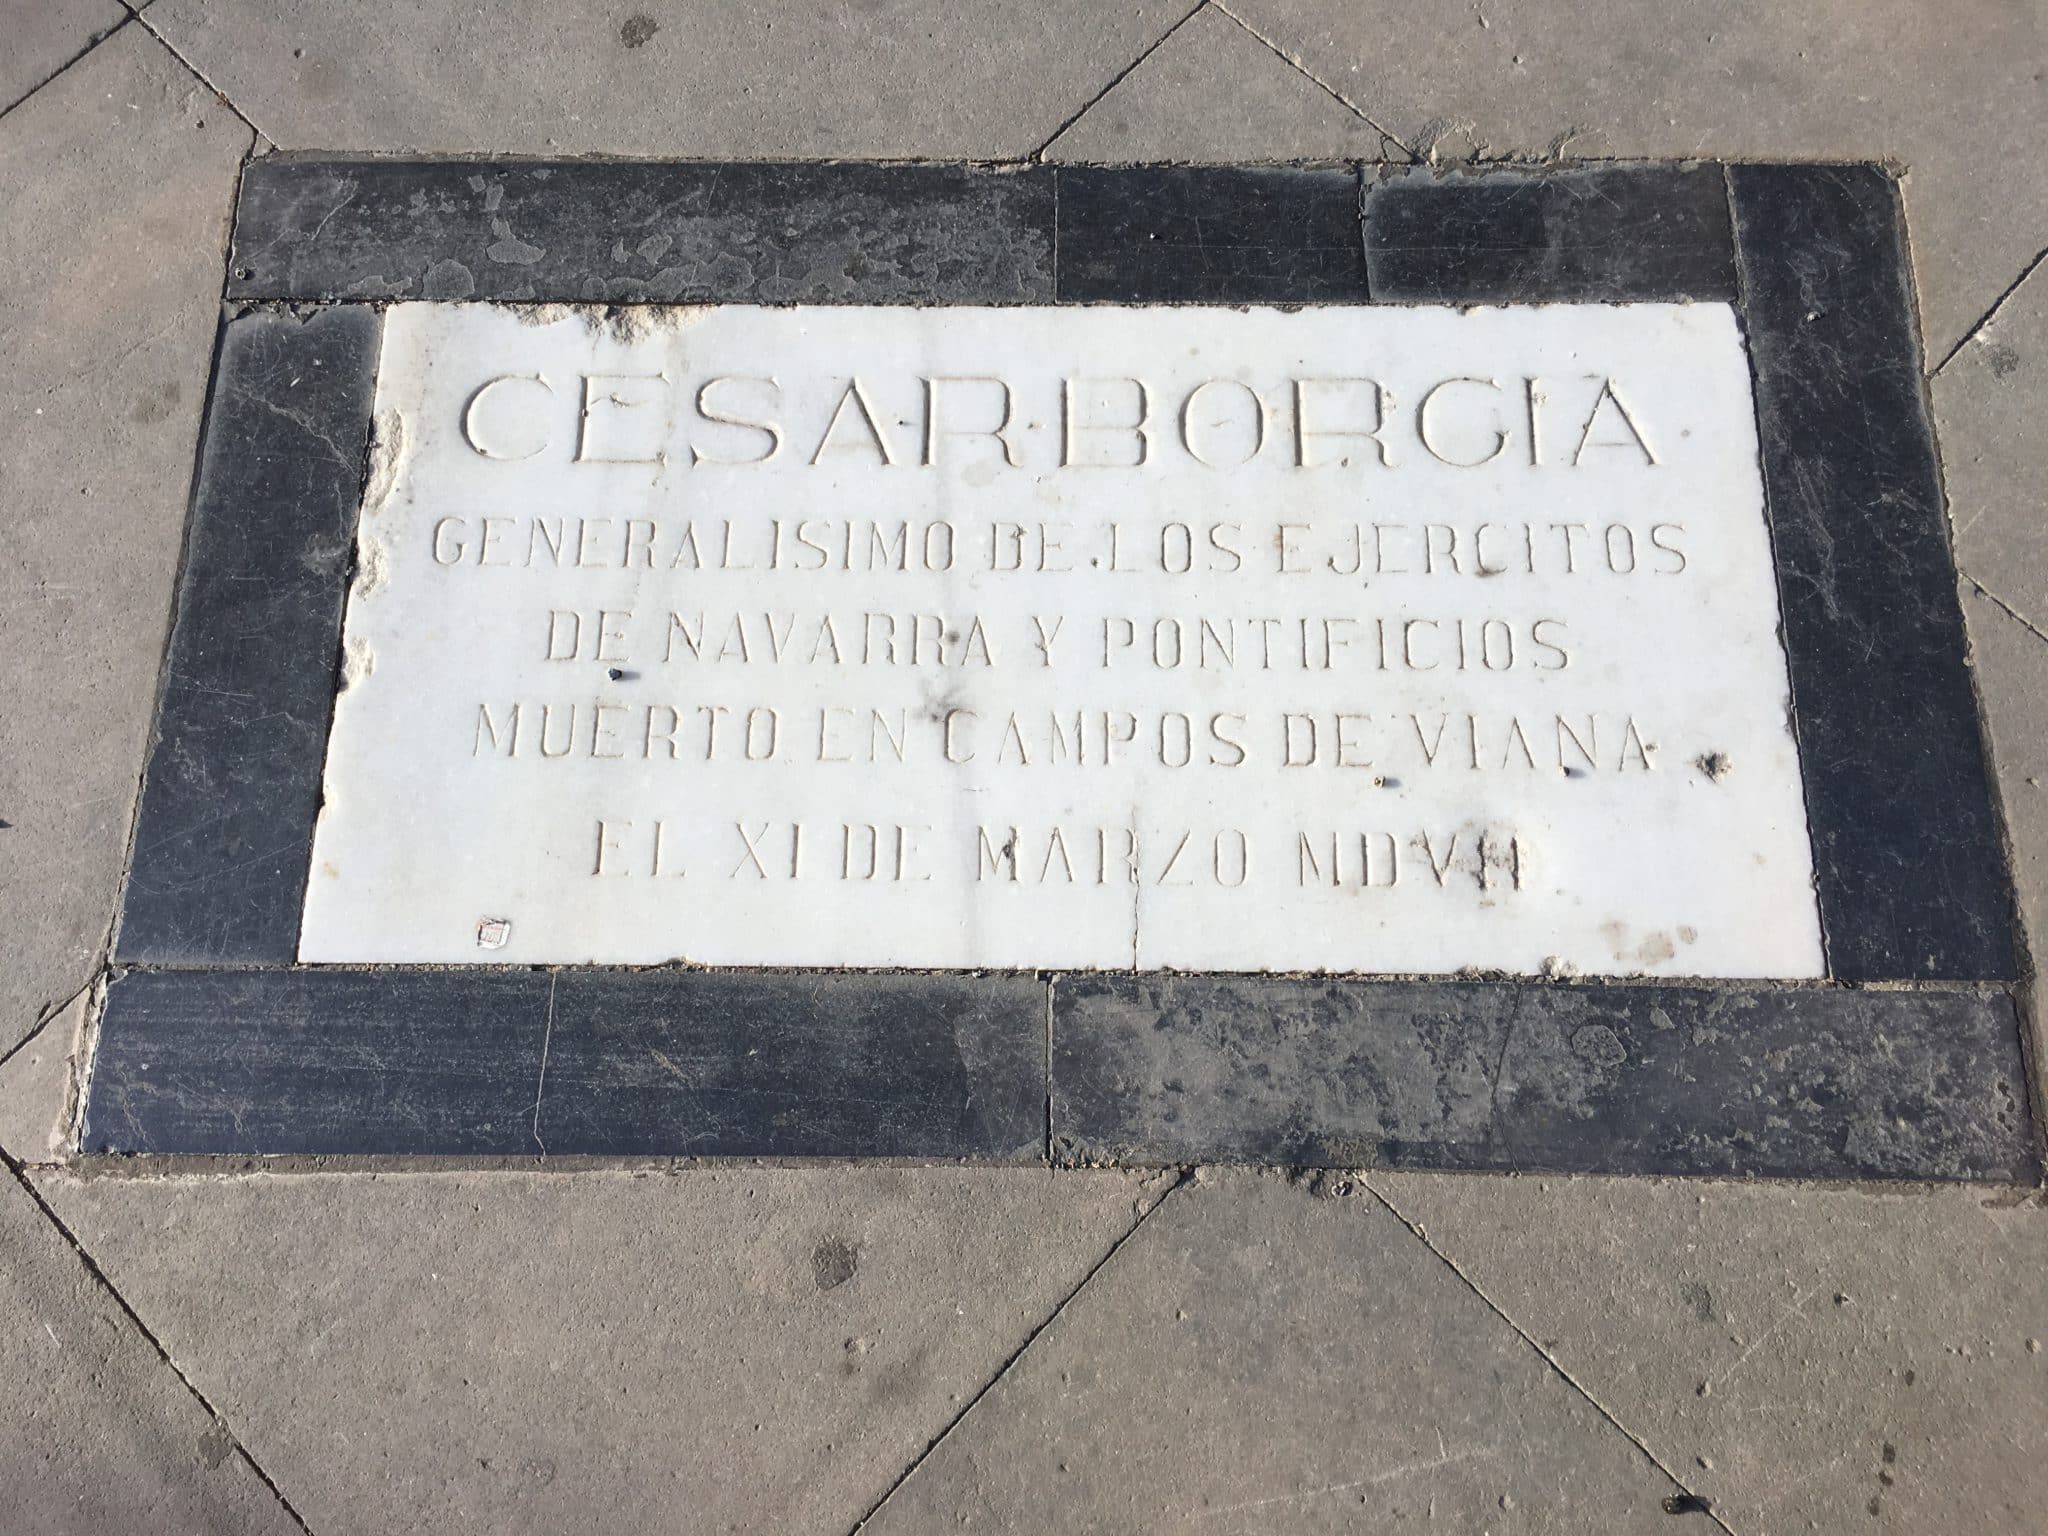 CESAR BORGIA
GENERALISIMO DE LOS EJERCITOS
DE NAVARRA Y PONTIFICIOS
MUERTO EN CAMPOS DE VIANA
EL XI DE MARZO MDVII